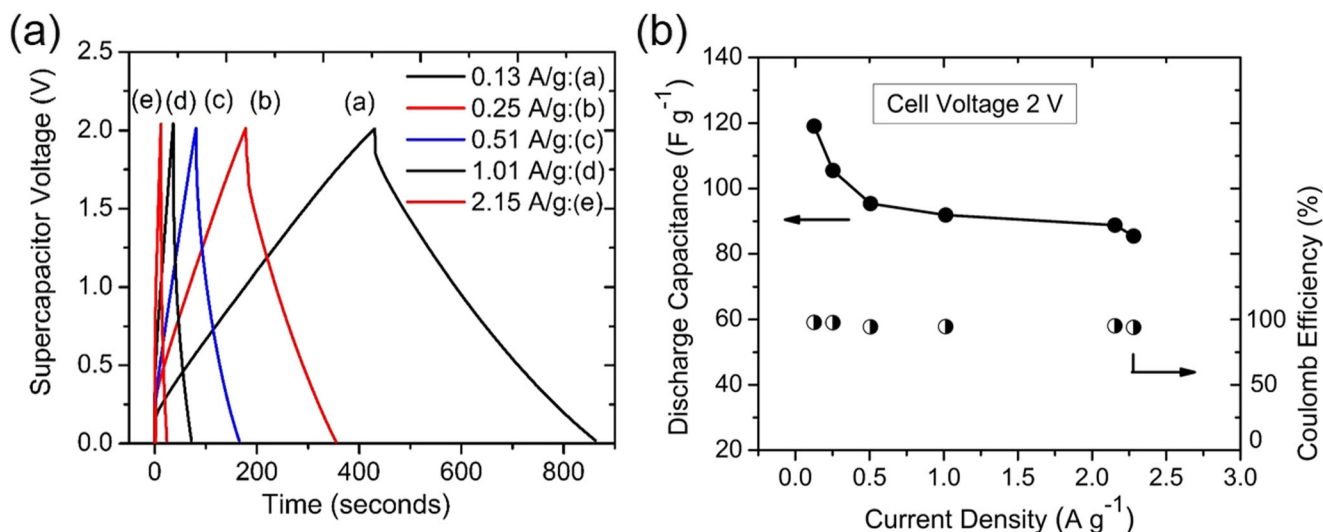 (a)
Supercapacitor Voltage (V)
2.5
2.0
1.5
1.0
0.5
0.0
(e) (d) (c) (b) (a)
0.13 A/g:(a)
0.25 A/g:(b)
0.51 A/g:(c)
1.01 A/g:(d)
2.15 A/g:(e)
0 200 400 600 800
Time (seconds)
(b)
Discharge Capacitance (F g⁻¹)
140
120
100
80
60
40
20
Cell Voltage 2 V
100
50
0
Coulomb Efficiency (%)
0.0 0.5 1.0 1.5 2.0 2.5 3.0
Current Density (A g⁻¹)